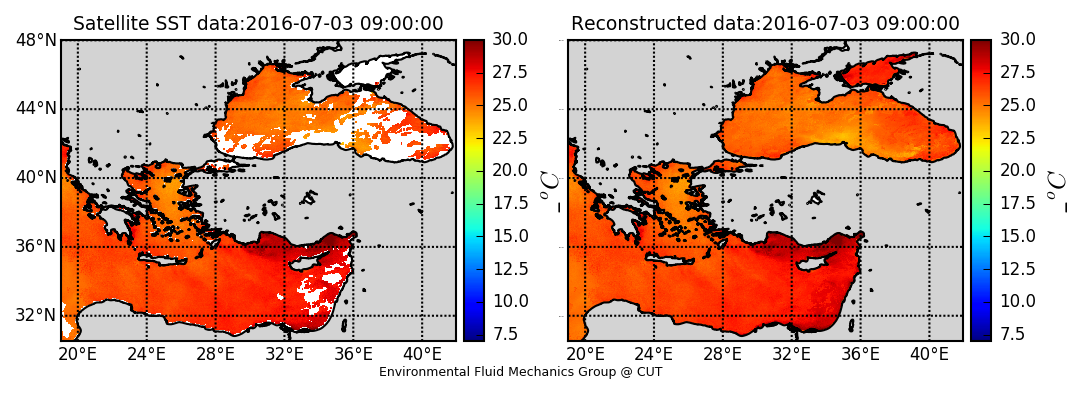 Satellite SST data:2016-07-03 09:00:00
48°N
44°N
40°N
36°N
32°N
20°E 24°E 28°E 32°E 36°E 40°E
30.0
27.5
25.0
22.5
20.0
17.5
15.0
12.5
10.0
7.5
_ °C
Reconstructed data:2016-07-03 09:00:00
20°E 24°E 28°E 32°E 36°E 40°E
30.0
27.5
25.0
22.5
20.0
17.5
15.0
12.5
10.0
7.5
_ °C
Environmental Fluid Mechanics Group @ CUT